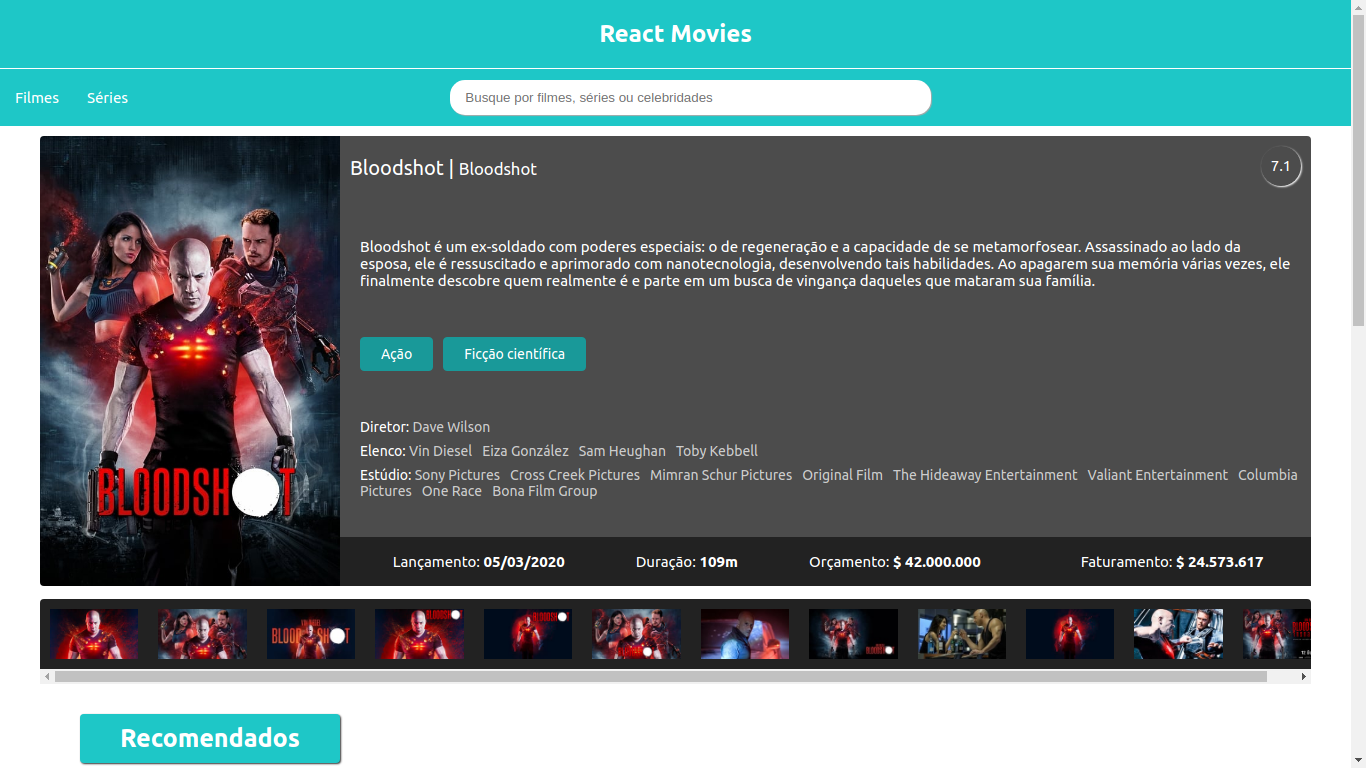 React Movies
Filmes Séries
Busque por filmes, séries ou celebridades
Bloodshot | Bloodshot
7.1
Bloodshot é um ex-soldado com poderes especiais: o de regeneração e a capacidade de se metamorfosear. Assassinado ao lado da
esposa, ele é ressuscitado e aprimorado com nanotecnologia, desenvolvendo tais habilidades. Ao apagarem sua memória várias vezes, ele
finalmente descobre quem realmente é e parte em um busca de vingança daqueles que mataram sua família.
Ação Ficção científica
Diretor: Dave Wilson
Elenco: Vin Diesel Eiza González Sam Heughan Toby Kebbell
Estúdio: Sony Pictures Cross Creek Pictures Mimran Schur Pictures Original Film The Hideaway Entertainment Valiant Entertainment Columbia
Pictures One Race Bona Film Group
BLOODSHOT
Lançamento: 05/03/2020 Duração: 109m Orçamento: $ 42.000.000 Faturamento: $ 24.573.617
BLOODSHOT
Recomendados